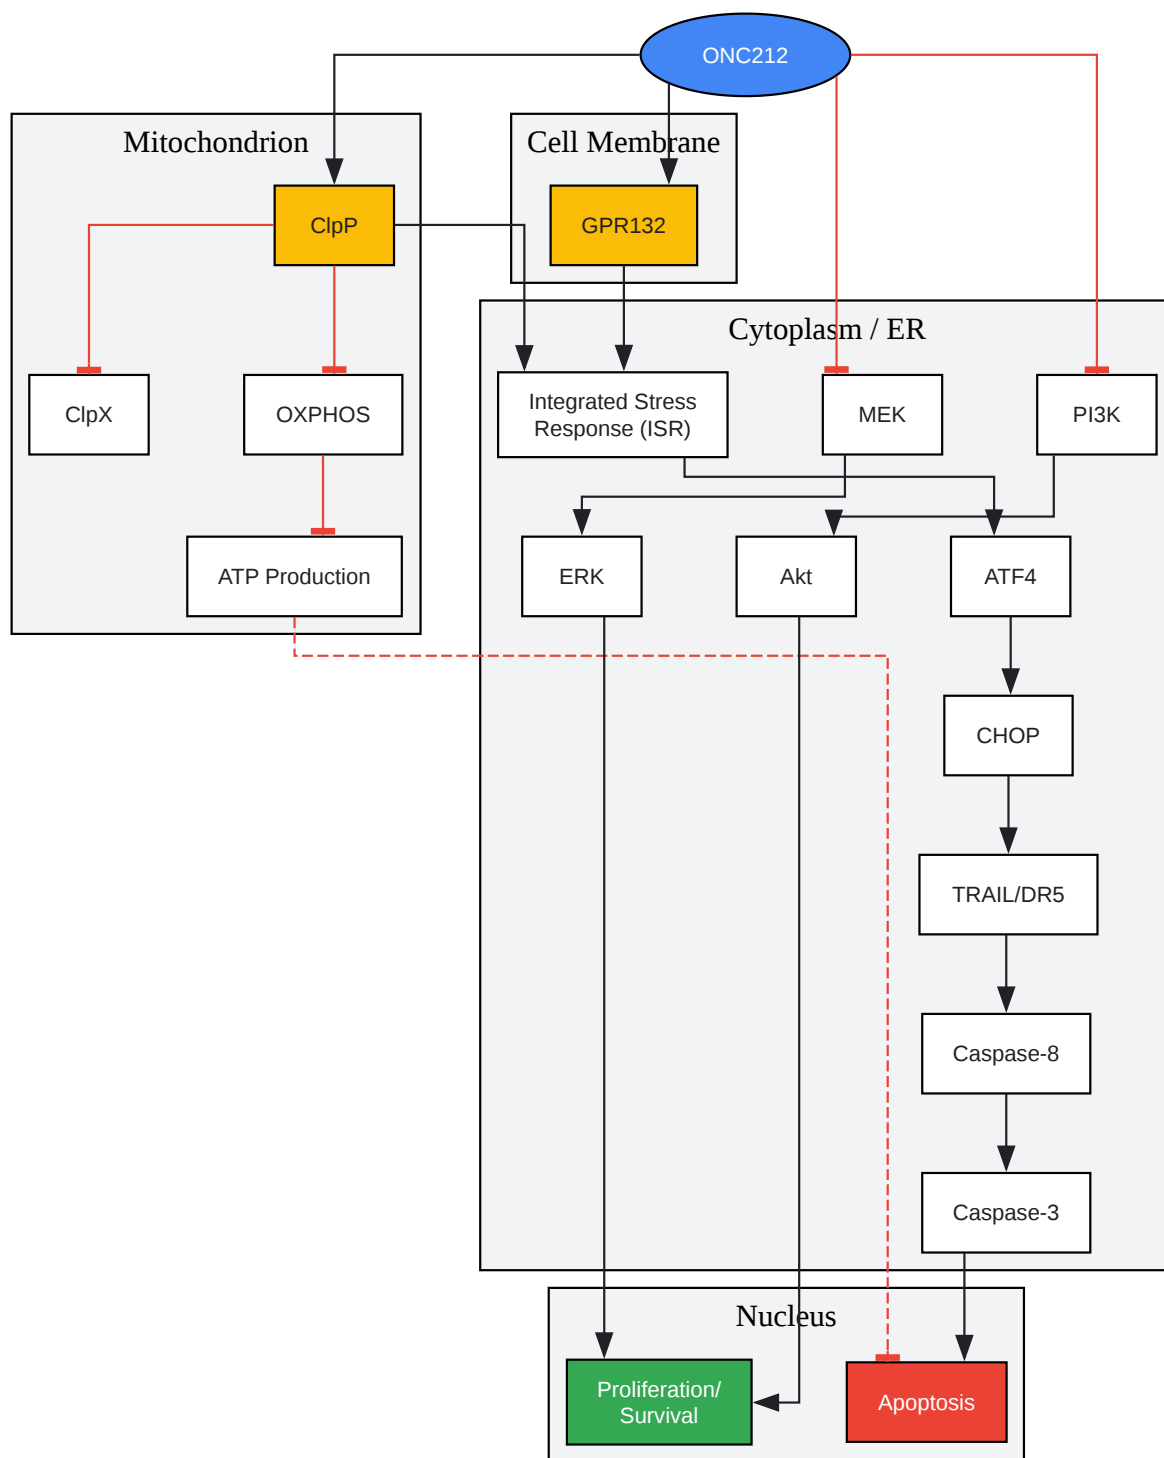 ONC212
Mitochondrion
Cell Membrane
ClpP
GPR132
Cytoplasm / ER
ClpX
OXPHOS
Integrated Stress
Response (ISR)
MEK
PI3K
ATP Production
ERK
Akt
ATF4
CHOP
TRAIL/DR5
Caspase-8
Caspase-3
Nucleus
Proliferation/
Survival
Apoptosis